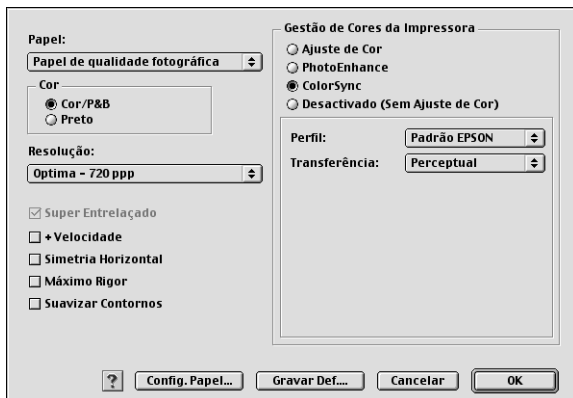 Papel:
Papel de qualidade fotográfica
Cor
Cor/P&B
Preto
Resolução:
Optima - 720 ppp
Super Entrelaçado
+Velocidade
Simetria Horizontal
Máximo Rigor
Suavizar Contornos
Gestão de Cores da Impressora
Ajuste de Cor
PhotoEnhance
ColorSync
Desactivado (Sem Ajuste de Cor)
Perfil: Padrão EPSON
Transferência: Perceptual
? Config. Papel... Gravar Def.... Cancelar OK